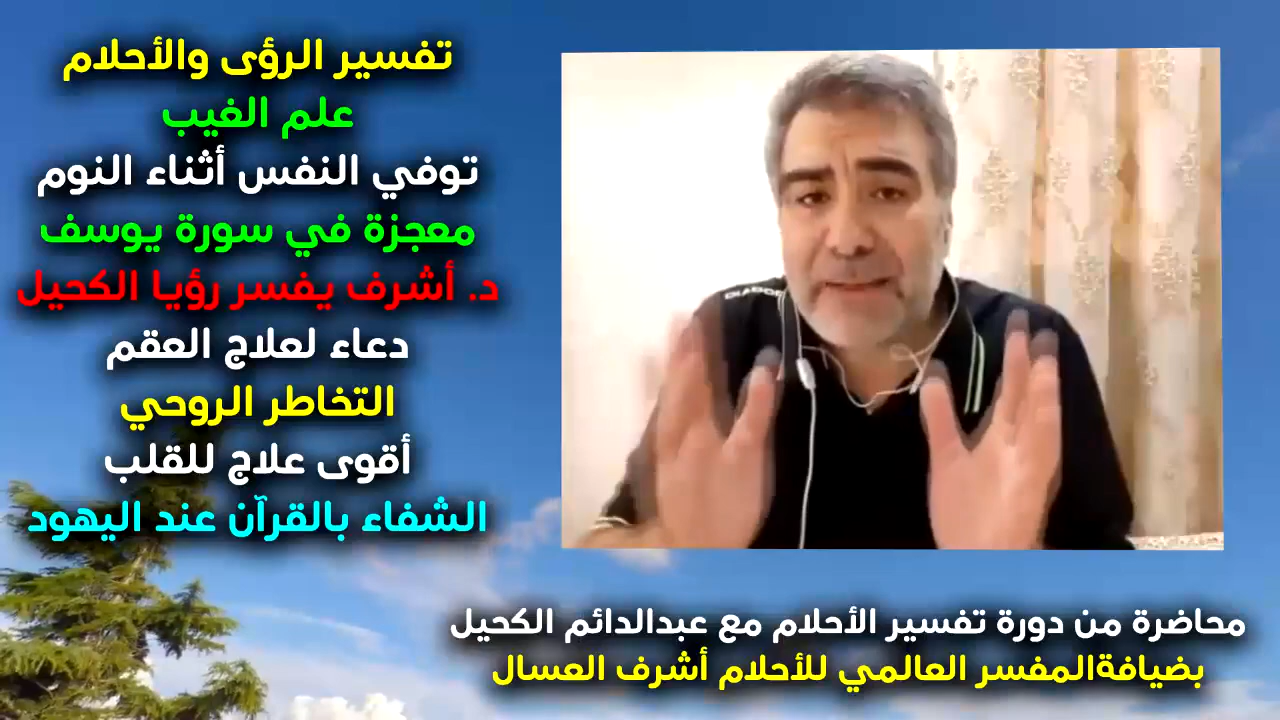 تفسير الرؤى والأحلام
علم الغيب
توفي النفس أثناء النوم
معجزة في سورة يوسف
د. أشرف يفسر رؤيا الكحيل
دعاء لعلاج العقم
التخاطر الروحي
أقوى علاج للقلب
الشفاء بالقرآن عند اليهود
محاضرة من دورة تفسير الأحلام مع عبدالدائم الكحيل
بضيافةالمفسر العالمي للأحلام أشرف العسال